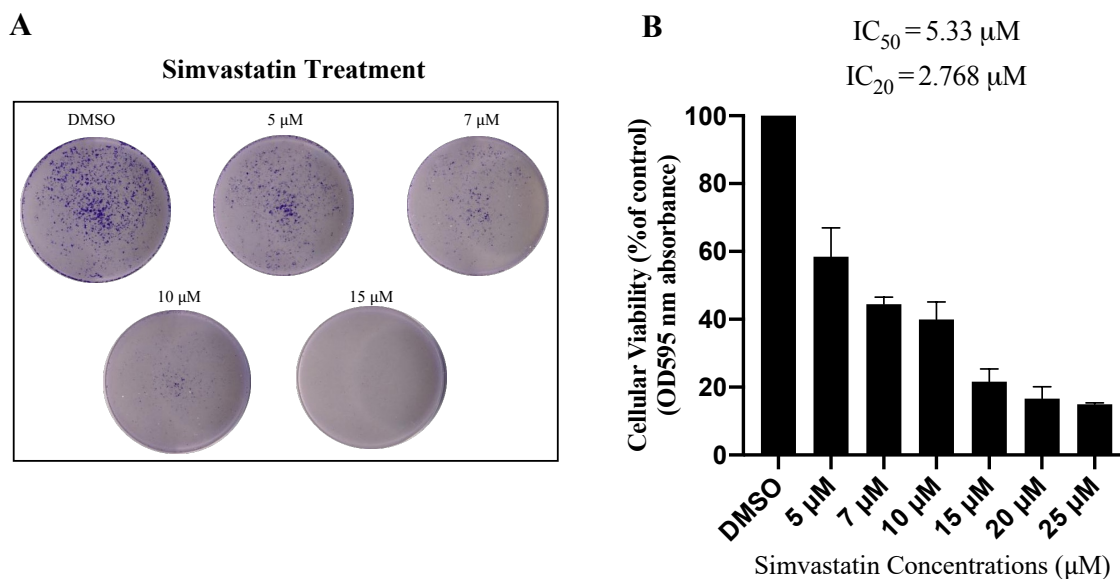 A
Simvastatin Treatment
DMSO
5 μM
7 μM
10 μM
15 μM
B
IC50 = 5.33 μM
IC20 = 2.768 μM
Cellular Viability (%of control)
(OD595 nm absorbance)
100
80
60
40
20
0
DMSO
5 μM
7 μM
10 μM
15 μM
20 μM
25 μM
Simvastatin Concentrations (μM)